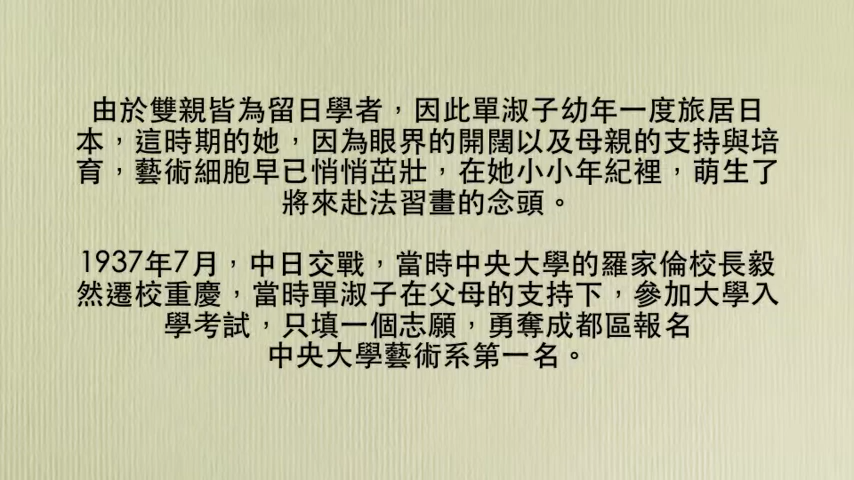 由於雙親皆為留日學者，因此單淑子幼年一度旅居日
本，這時期的她，因為眼界的開闊以及母親的支持與培
育，藝術細胞早已悄悄茁壯，在她小小年紀裡，萌生了
將來赴法習畫的念頭。
1937年7月，中日交戰，當時中央大學的羅家倫校長毅
然遷校重慶，當時單淑子在父母的支持下，參加大學入
學考試，只填一個志願，勇奪成都區報名
中央大學藝術系第一名。